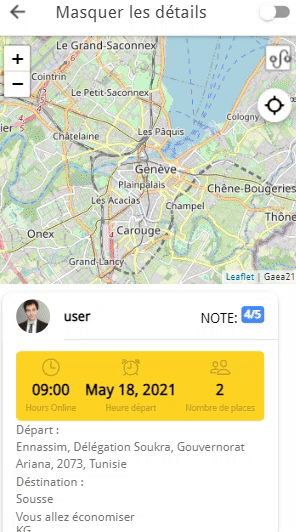 Masquer les détails
Le Grand-Saconnex
Cointrin
Le Petit-Saconnex
Cologny
ier
Châtelaine
Les Pâquis
Genève
Plainpalais
Chêne-Bougeries
Les Acacias
Champel
Thône
Onex
Carouge
Grand-Lancy
Leaflet | Gaea21
user
NOTE: 4/5
09:00 May 18, 2021 2
Hours Online Heure départ Nombre de places
Départ :
Ennassim, Délégation Soukra, Gouvernorat
Ariana, 2073, Tunisie
Déstination :
Sousse
Vous allez économiser
KG